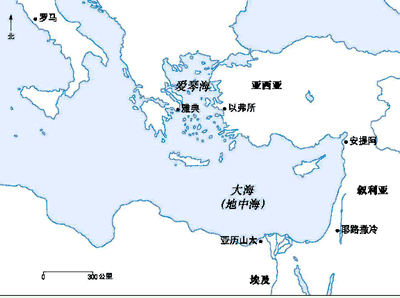 罗马
北
爱琴海
亚西亚
雅典
以弗所
安提阿
大海
(地中海)
叙利亚
亚历山太
耶路撒冷
0 300公里
埃及